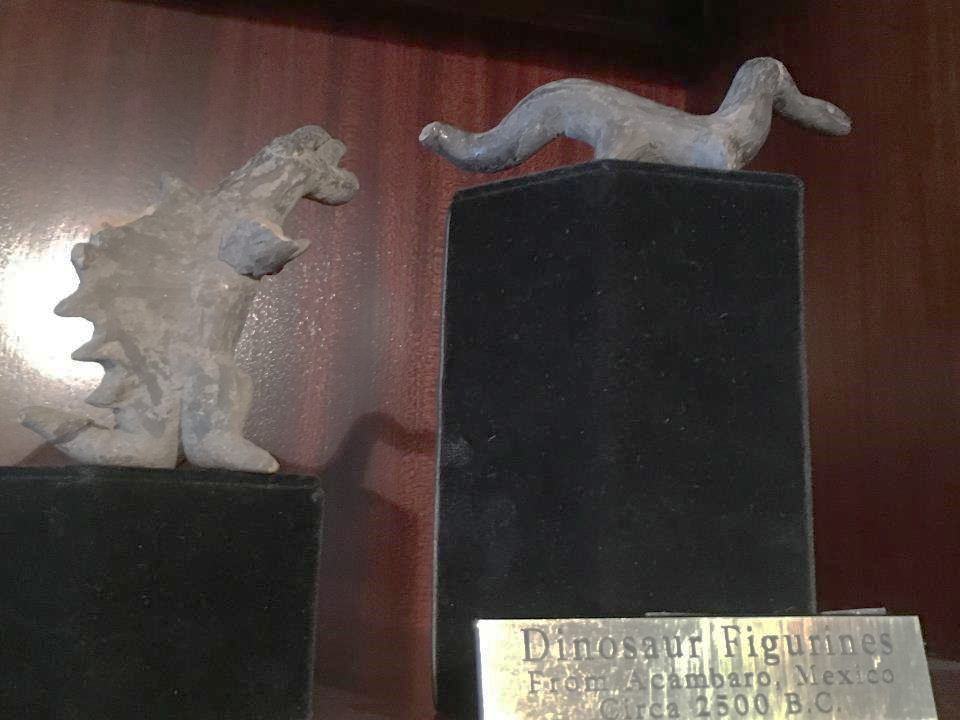 Dinosaur Figurines
From Acambaro, Mexico
Circa 2500 B.C.